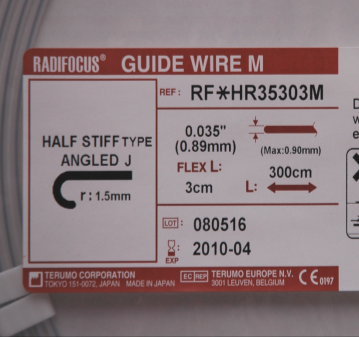 RADIFOCUS® GUIDE WIRE M
REF: RF*HR35303M
HALF STIFF TYPE
ANGLED J
r: 1.5mm
0.035"
(0.89mm)
(Max:0.90mm)
FLEX L:
3cm
L:
300cm
LOT: 080516
EXP
2010-04
TERUMO CORPORATION
TOKYO 151-0072, JAPAN MADE IN JAPAN
EC REP TERUMO EUROPE N.V.
3001 LEUVEN, BELGIUM
CE 0197